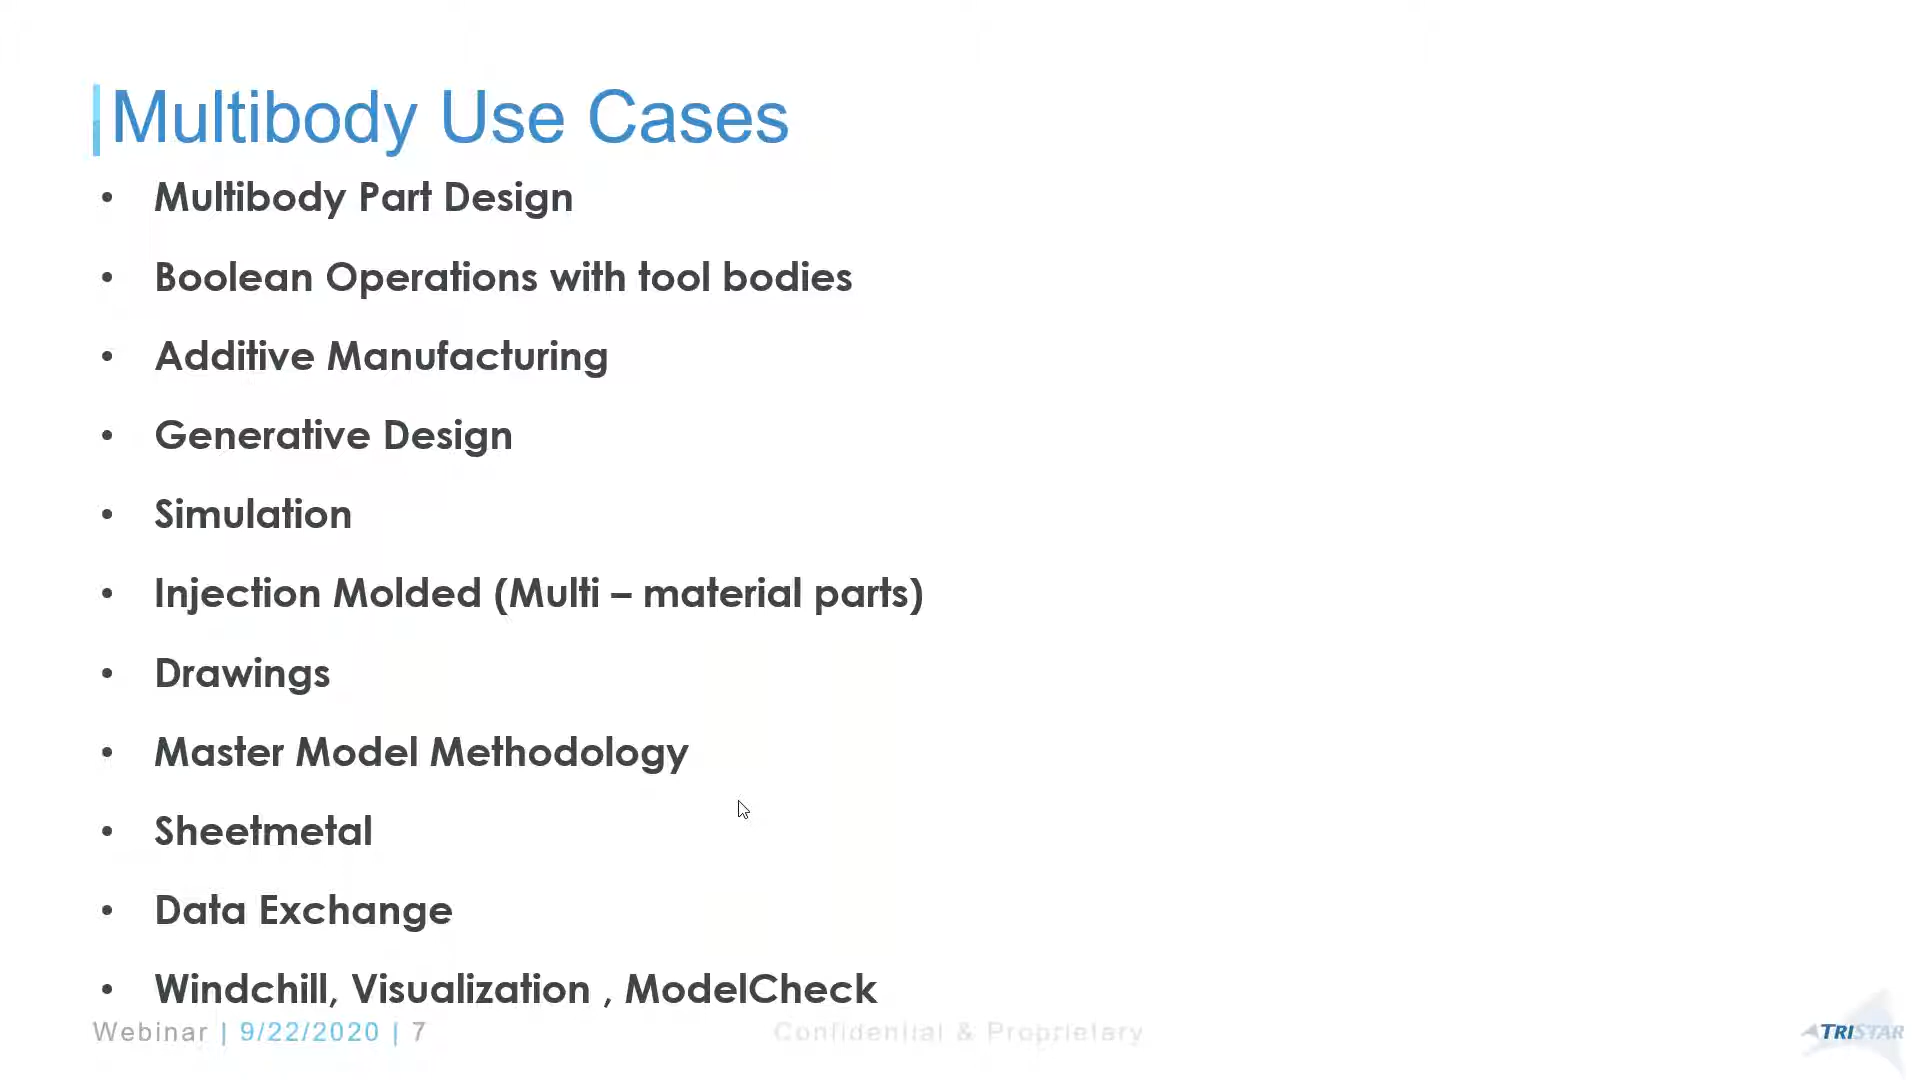 Multibody Use Cases
• Multibody Part Design
• Boolean Operations with tool bodies
• Additive Manufacturing
• Generative Design
• Simulation
• Injection Molded (Multi – material parts)
• Drawings
• Master Model Methodology
• Sheetmetal
• Data Exchange
• Windchill, Visualization , ModelCheck
Webinar | 9/22/2020 | 7
Confidential & Proprietary
TRISTAR